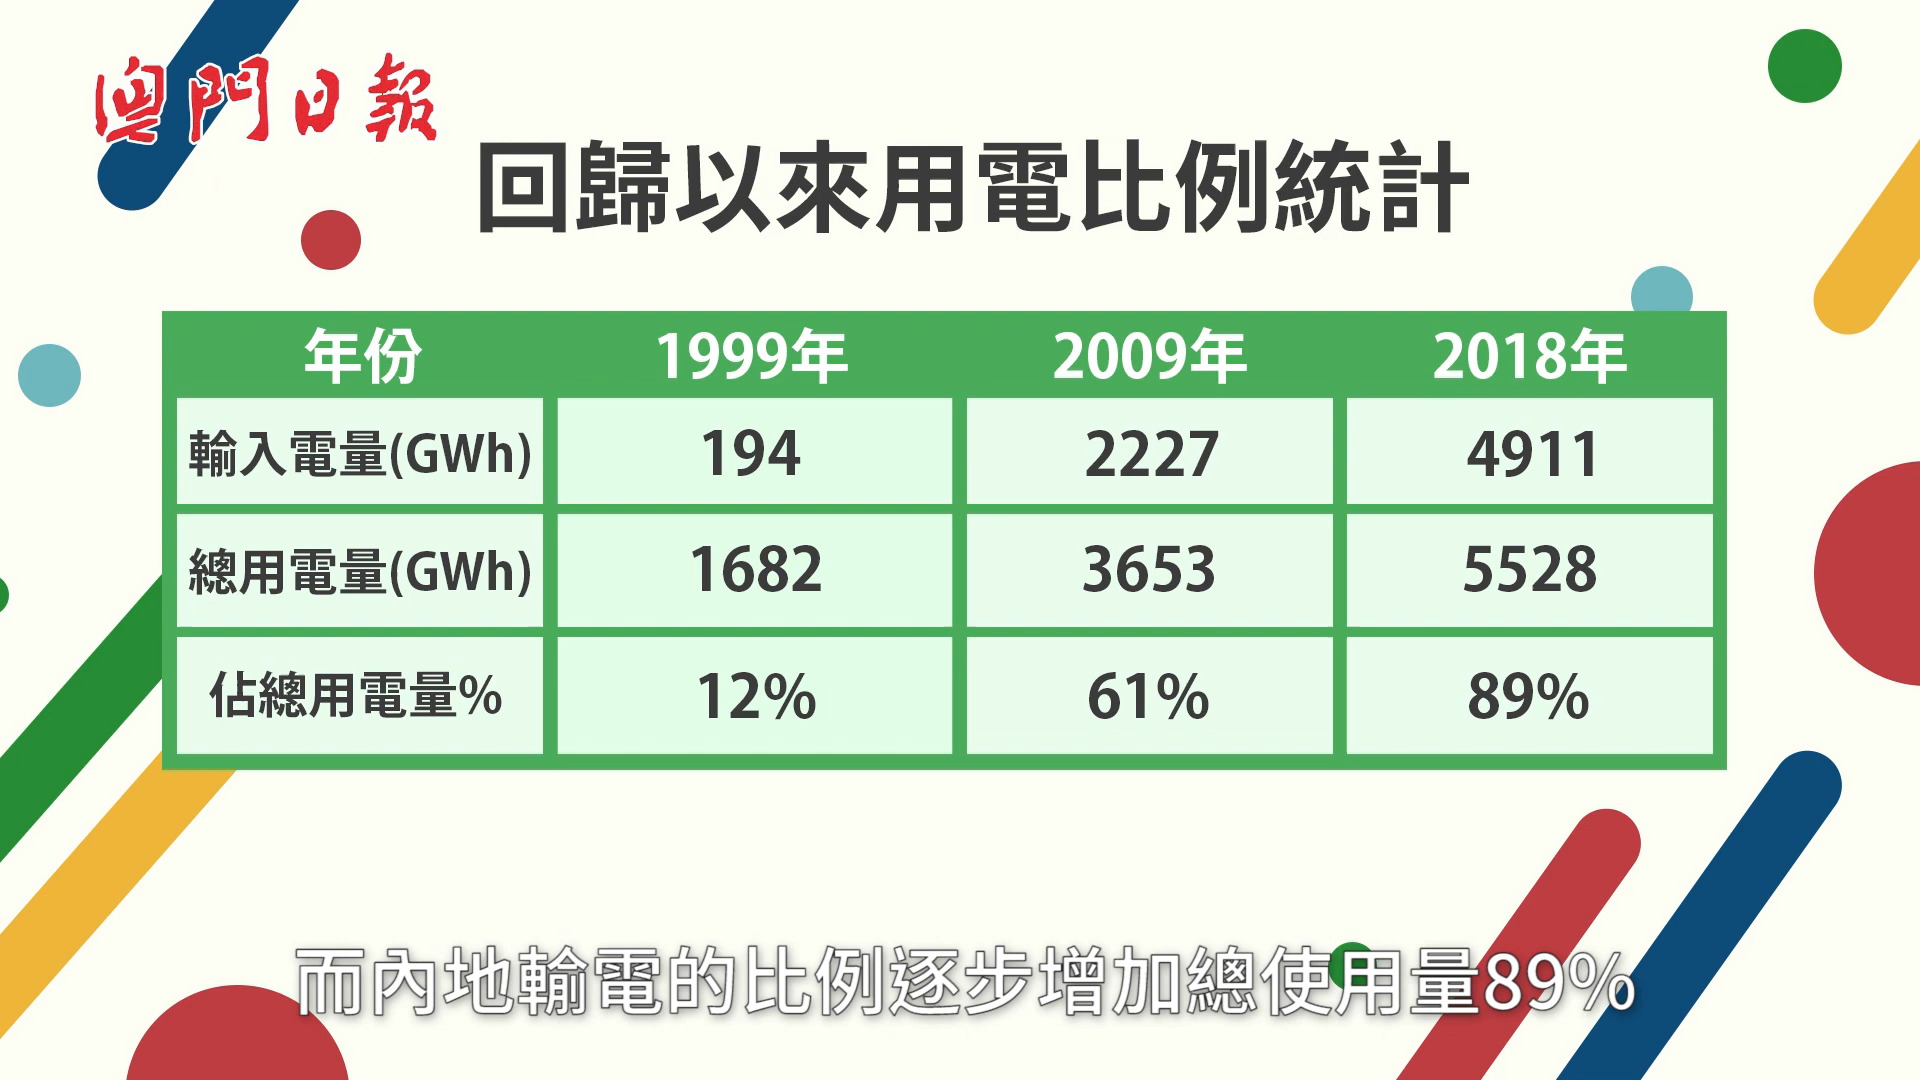 澳門日報
回歸以來用電比例統計
年份 1999年 2009年 2018年
輸入電量(GWh) 194 2227 4911
總用電量(GWh) 1682 3653 5528
佔總用電量% 12% 61% 89%
而內地輸電的比例逐步增加總使用量89%